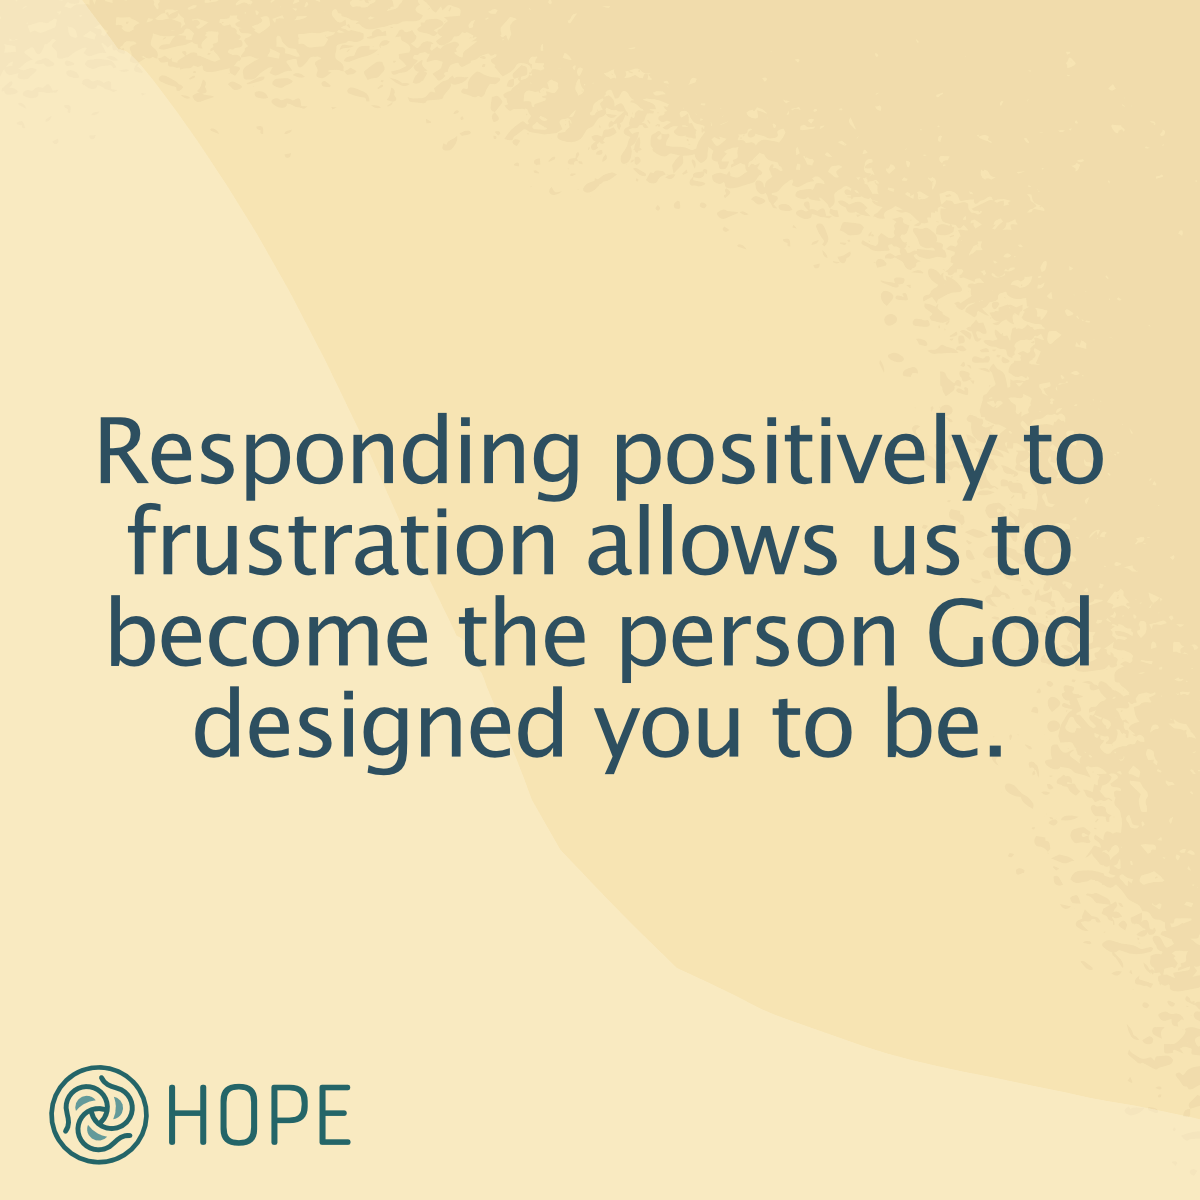 Responding positively to
frustration allows us to
become the person God
designed you to be.
HOPE